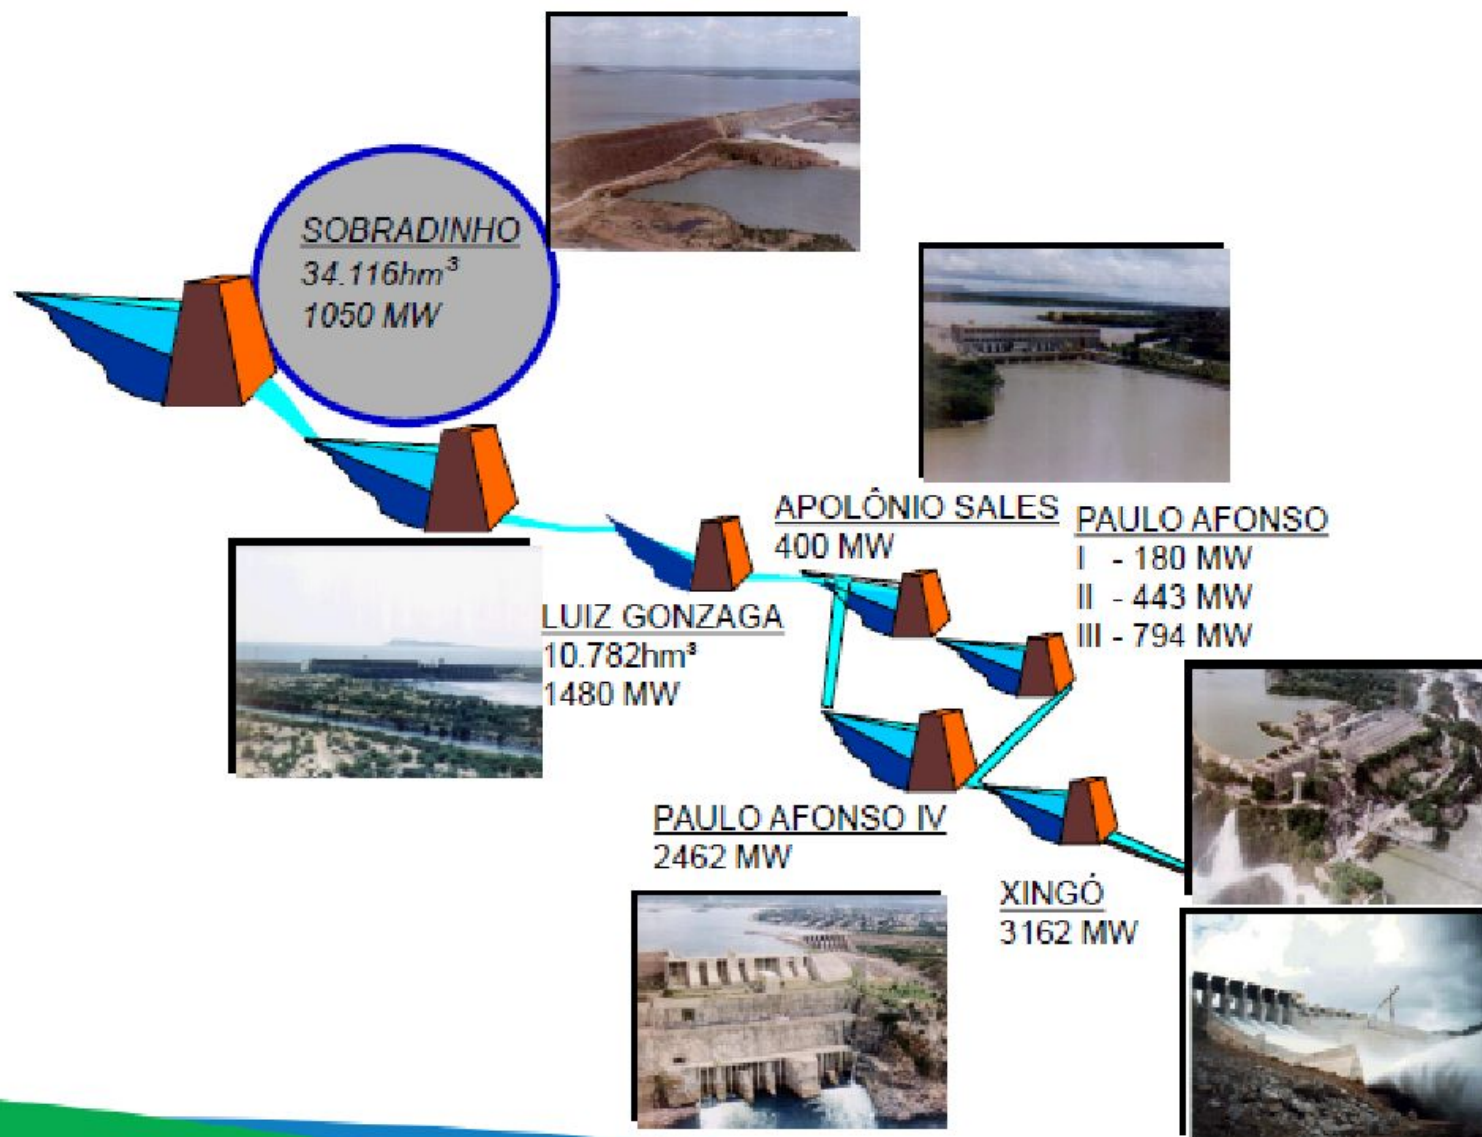 SOBRADINHO
34.116hm³
1050 MW
APOLÔNIO SALES
400 MW
PAULO AFONSO
I - 180 MW
II - 443 MW
III - 794 MW
LUIZ GONZAGA
10.782hm³
1480 MW
PAULO AFONSO IV
2462 MW
XINGÓ
3162 MW